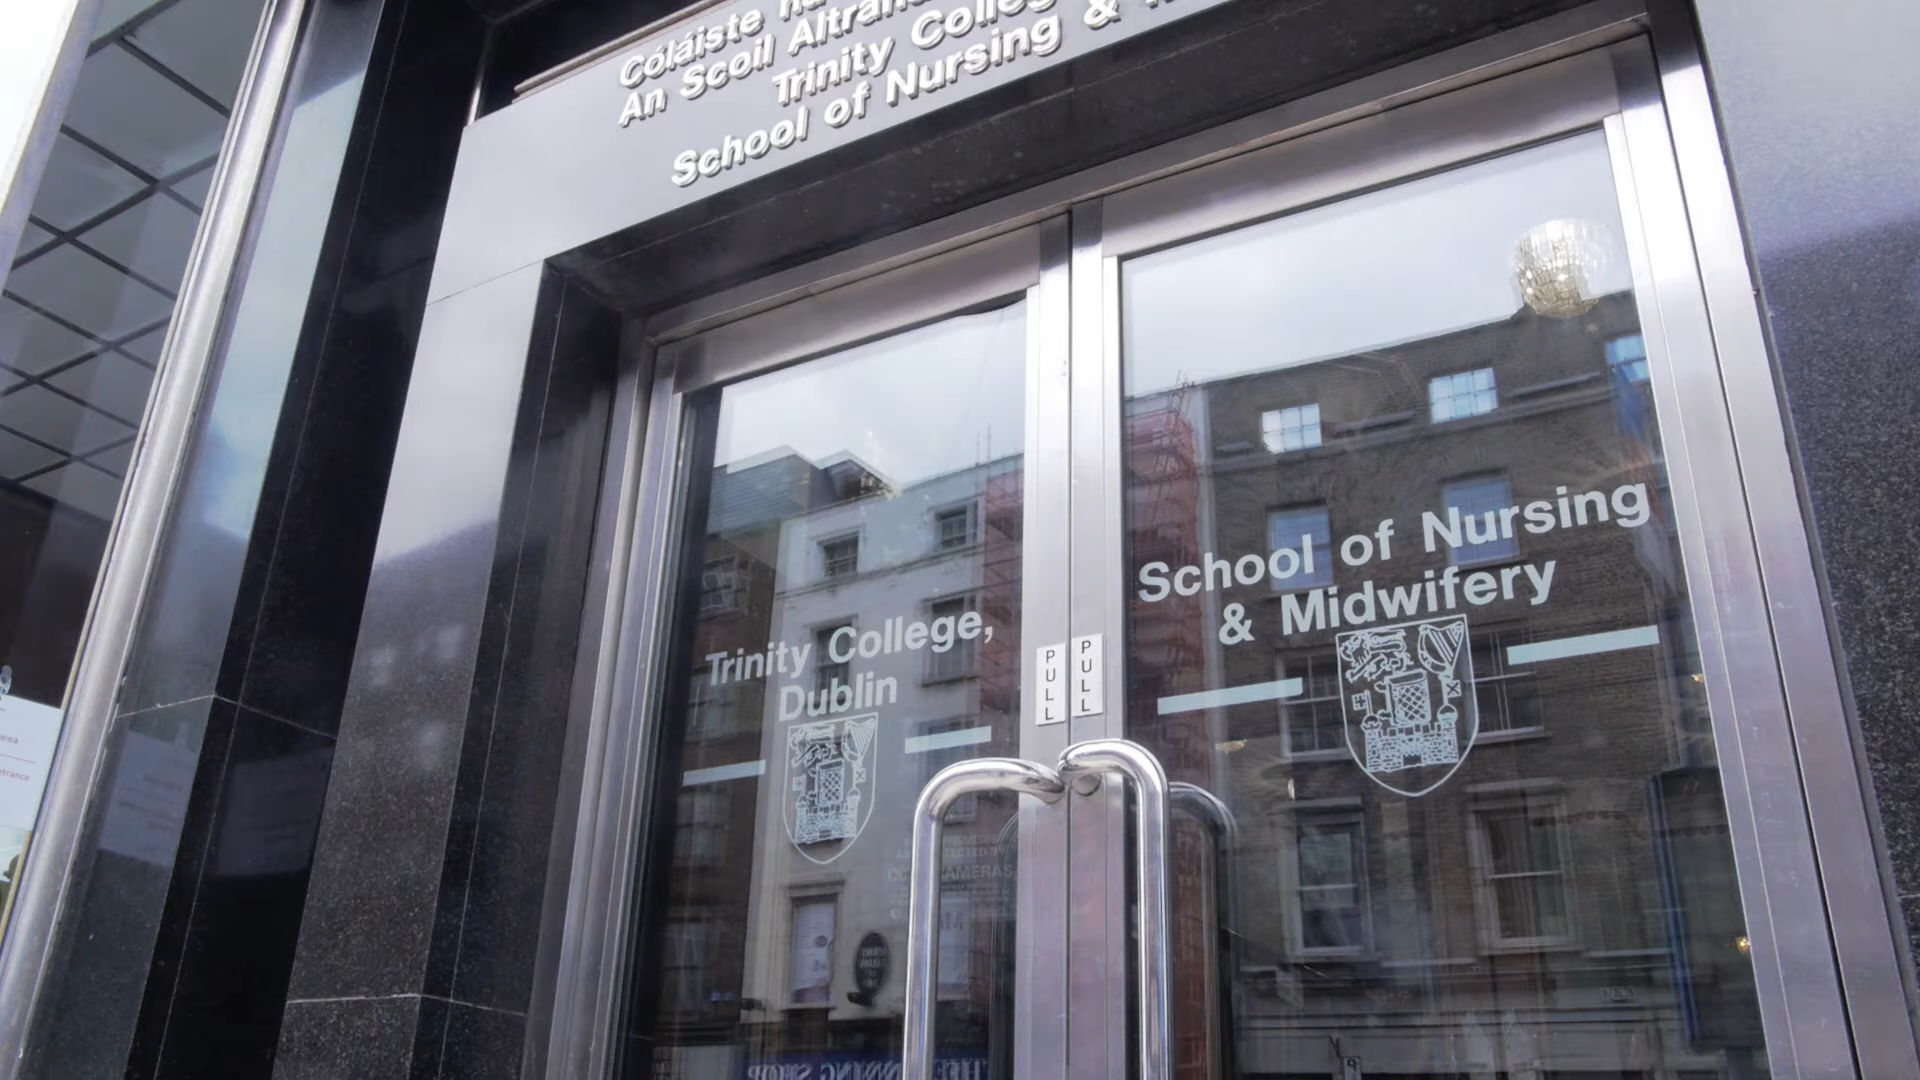 Cóláiste na
An Scoil Altranais
Trinity College
School of Nursing &
School of Nursing
& Midwifery
Trinity College,
Dublin
PULL
PULL
CAMERAS